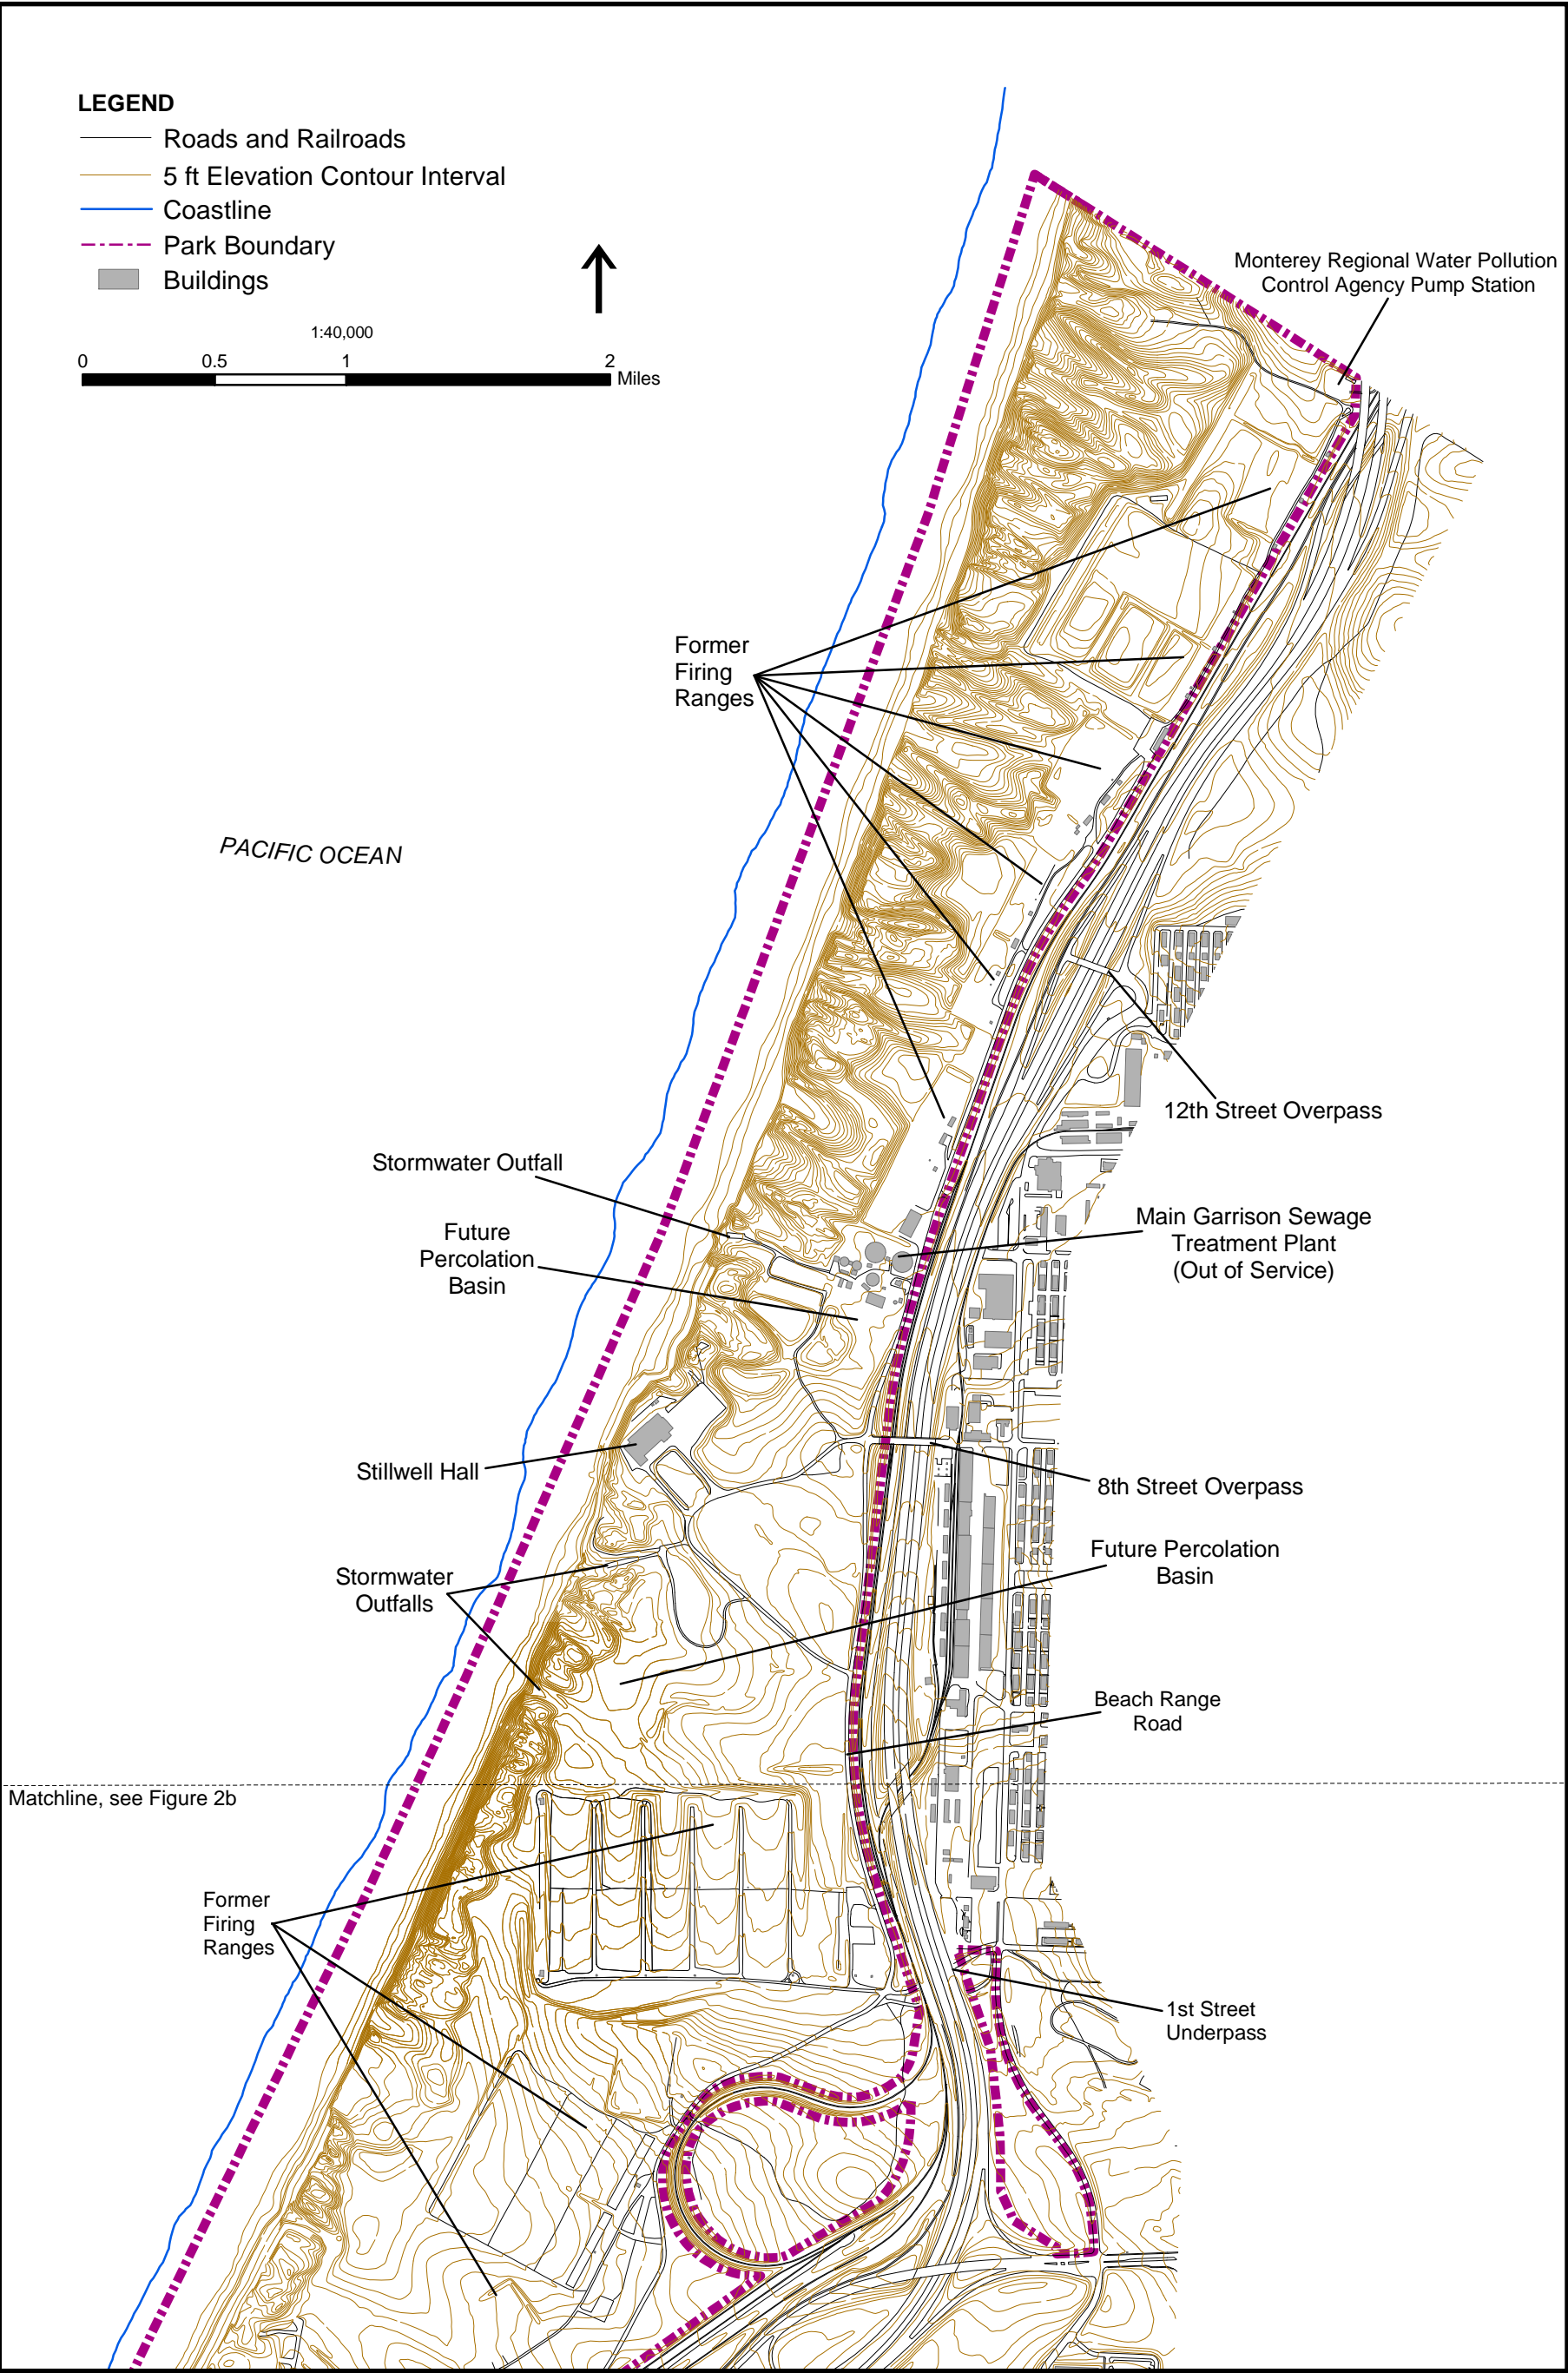 LEGEND
Roads and Railroads
5 ft Elevation Contour Interval
Coastline
Park Boundary
Buildings
1:40,000
0 0.5 1 2
Miles
Monterey Regional Water Pollution
Control Agency Pump Station
Former
Firing
Ranges
PACIFIC OCEAN
12th Street Overpass
Stormwater Outfall
Future
Percolation
Basin
Main Garrison Sewage
Treatment Plant
(Out of Service)
Stillwell Hall
8th Street Overpass
Future Percolation
Basin
Stormwater
Outfalls
Beach Range
Road
Matchline, see Figure 2b
Former
Firing
Ranges
1st Street
Underpass